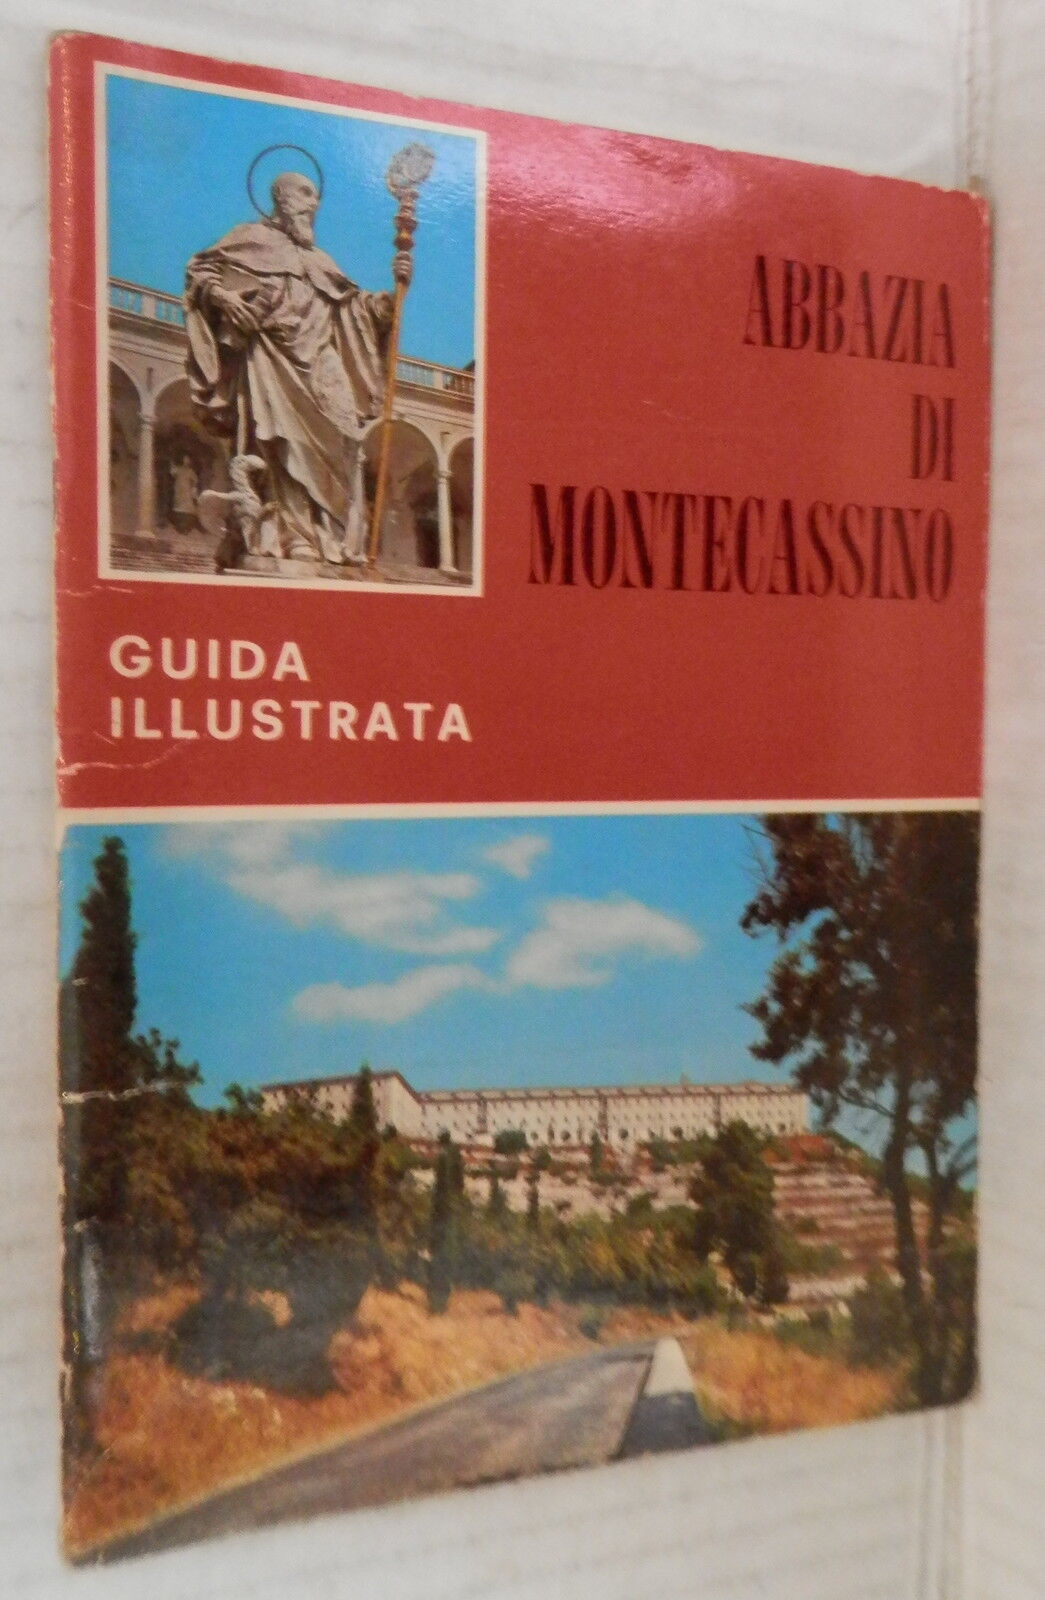 ABBAZIA
DI
MONTECASSINO
GUIDA
ILLUSTRATA